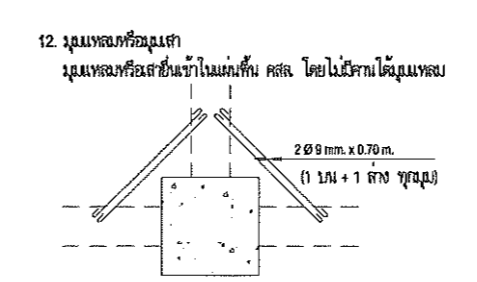 12. มุมแหลมหรือมุมเสา
มุมแหลมหรือเสายื่นเข้าในแผ่นพื้น คสล. โดยไม่มีคานใต้มุมแหลม
2 Ø 9 mm. x 0.70 m.
(1 บน + 1 ล่าง ทุกมุม)